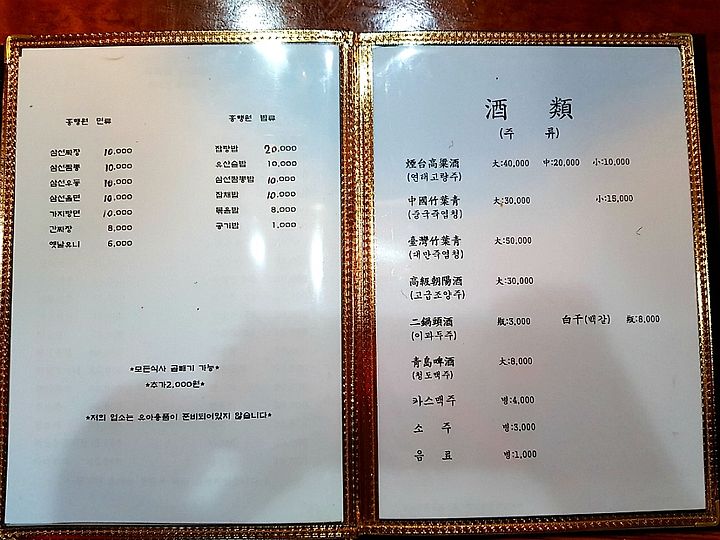 홍행원 면류
삼선짜장 10,000
삼선짬뽕 10,000
삼선우동 10,000
삼선울면 10,000
가지탕면 10,000
간짜장 8,000
옛날유니 6,000
홍행원 밥류
잡탕밥 20,000
유산슬밥 10,000
삼선짬뽕밥 10,000
잡채밥 10,000
볶음밥 8,000
공기밥 1,000
*모든식사 곱빼기 가능*
*추가2,000원*
*저희 업소는 유아용품이 준비되어있지 않습니다*
酒 類
(주 류)
煙台高粱酒 大:40,000 中:20,000 小:10,000
(연태고량주)
中國竹葉青 大:30,000 小:15,000
(중국죽엽청)
臺灣竹葉青 大:50,000
(대만죽엽청)
高級朝陽酒 大:30,000
(고급조양주)
二鍋頭酒 瓶:3,000 白干(백간) 瓶:8,000
(이과두주)
青島啤酒 大:8,000
(청도맥주)
카스맥주 병:4,000
소 주 병:3,000
음 료 병:1,000